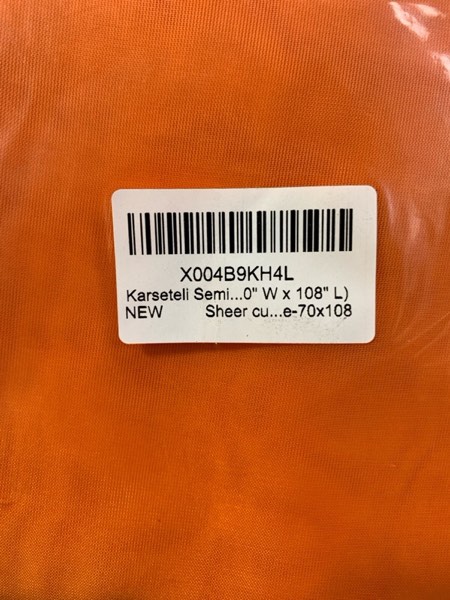 X004B9KH4L
Karseteli Semi...0" W x 108" L)
NEW Sheer cu...e-70x108